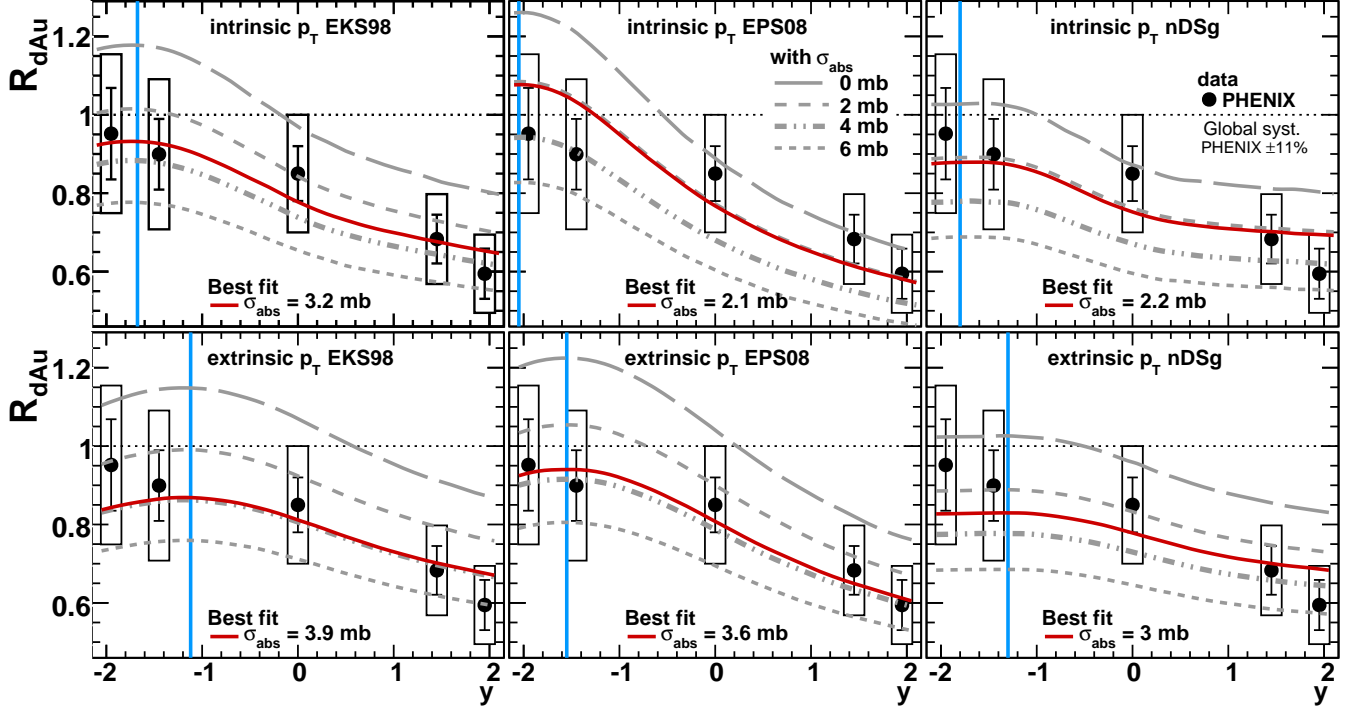 R_dAu
1.2
1
0.8
0.6
intrinsic p_T EKS98
Best fit
σ_abs = 3.2 mb
intrinsic p_T EPS08
with σ_abs
0 mb
2 mb
4 mb
6 mb
Best fit
σ_abs = 2.1 mb
intrinsic p_T nDSg
data
PHENIX
Global syst.
PHENIX ±11%
Best fit
σ_abs = 2.2 mb
R_dAu
1.2
1
0.8
0.6
extrinsic p_T EKS98
Best fit
σ_abs = 3.9 mb
extrinsic p_T EPS08
Best fit
σ_abs = 3.6 mb
extrinsic p_T nDSg
Best fit
σ_abs = 3 mb
-2 -1 0 1 2
y
-2 -1 0 1 2
y
-2 -1 0 1 2
y